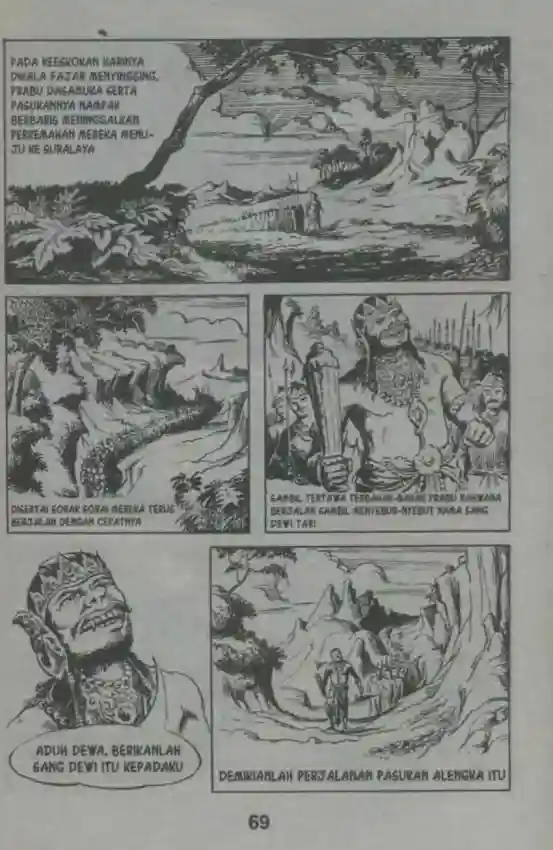 PADA KEESKOKAN HARINYA
DIKALA FAJAR MENYINGSING,
PRABU DASAMUKA SERTA
PASUKANNYA NAMPAK
BERBARIS MENINGGALKAN
PERKEMAHAN MEREKA MENU-
JU KE SURALAYA
DISERTAI SORAK SORAI MEREKA TERUS
BERJALAN DENGAN CEPATNYA
SAMBIL TERTAWA TERBAHAK-BAHAK PRABU RAHWANA
BERJALAN SAMBIL MENYEBUB-NYEBUT NAMA SANG
DEWI TARI
ADUH DEWA, BERIKANLAH
SANG DEWI ITU KEPADAKU
DEMIKIANLAH PERJALANAN PASUKAN ALENGKA ITU
69